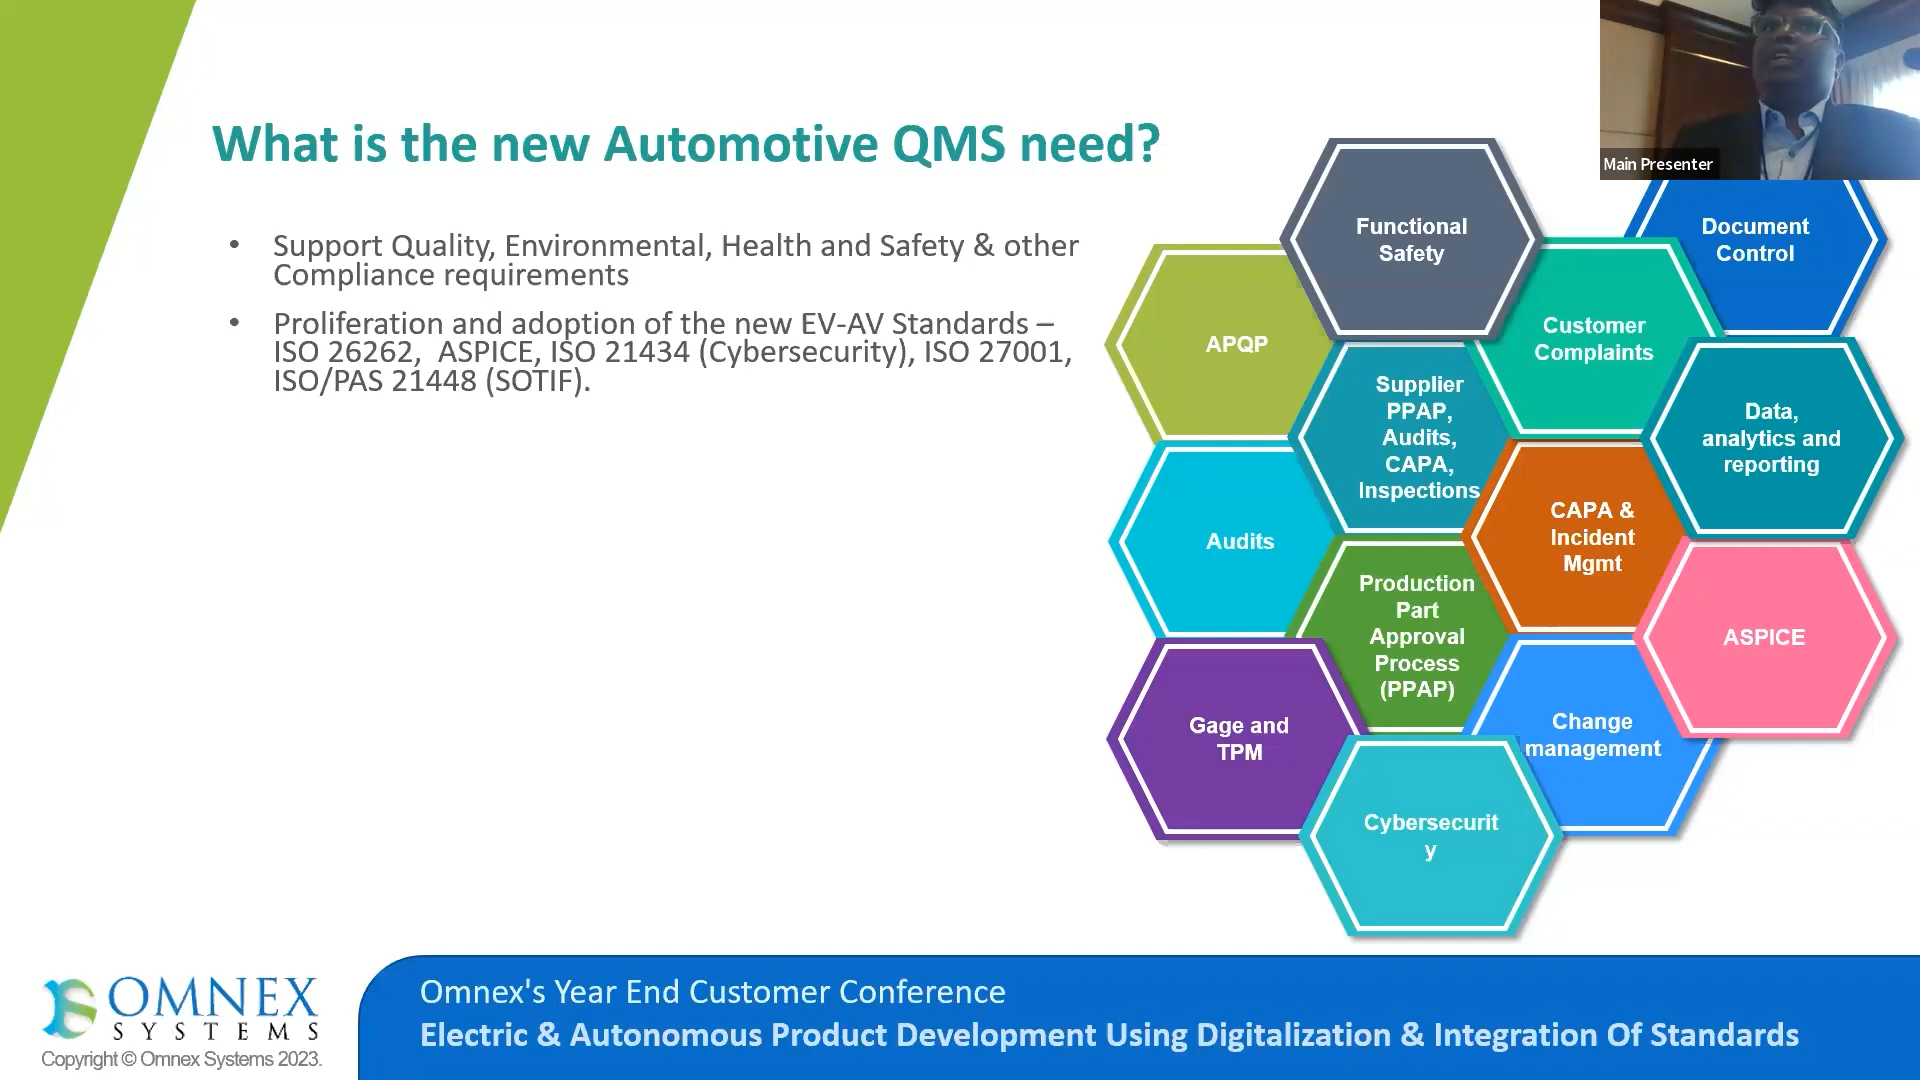 Main Presenter
What is the new Automotive QMS need?
• Support Quality, Environmental, Health and Safety & other
Compliance requirements
• Proliferation and adoption of the new EV-AV Standards –
ISO 26262, ASPICE, ISO 21434 (Cybersecurity), ISO 27001,
ISO/PAS 21448 (SOTIF).
Functional
Safety
Document
Control
APQP
Customer
Complaints
Supplier
PPAP,
Audits,
CAPA,
Inspections
Data,
analytics and
reporting
Audits
CAPA &
Incident
Mgmt
Production
Part
Approval
Process
(PPAP)
ASPICE
Gage and
TPM
Change
management
Cybersecurit
y
OMNEX
SYSTEMS
Copyright © Omnex Systems 2023.
Omnex's Year End Customer Conference
Electric & Autonomous Product Development Using Digitalization & Integration Of Standards